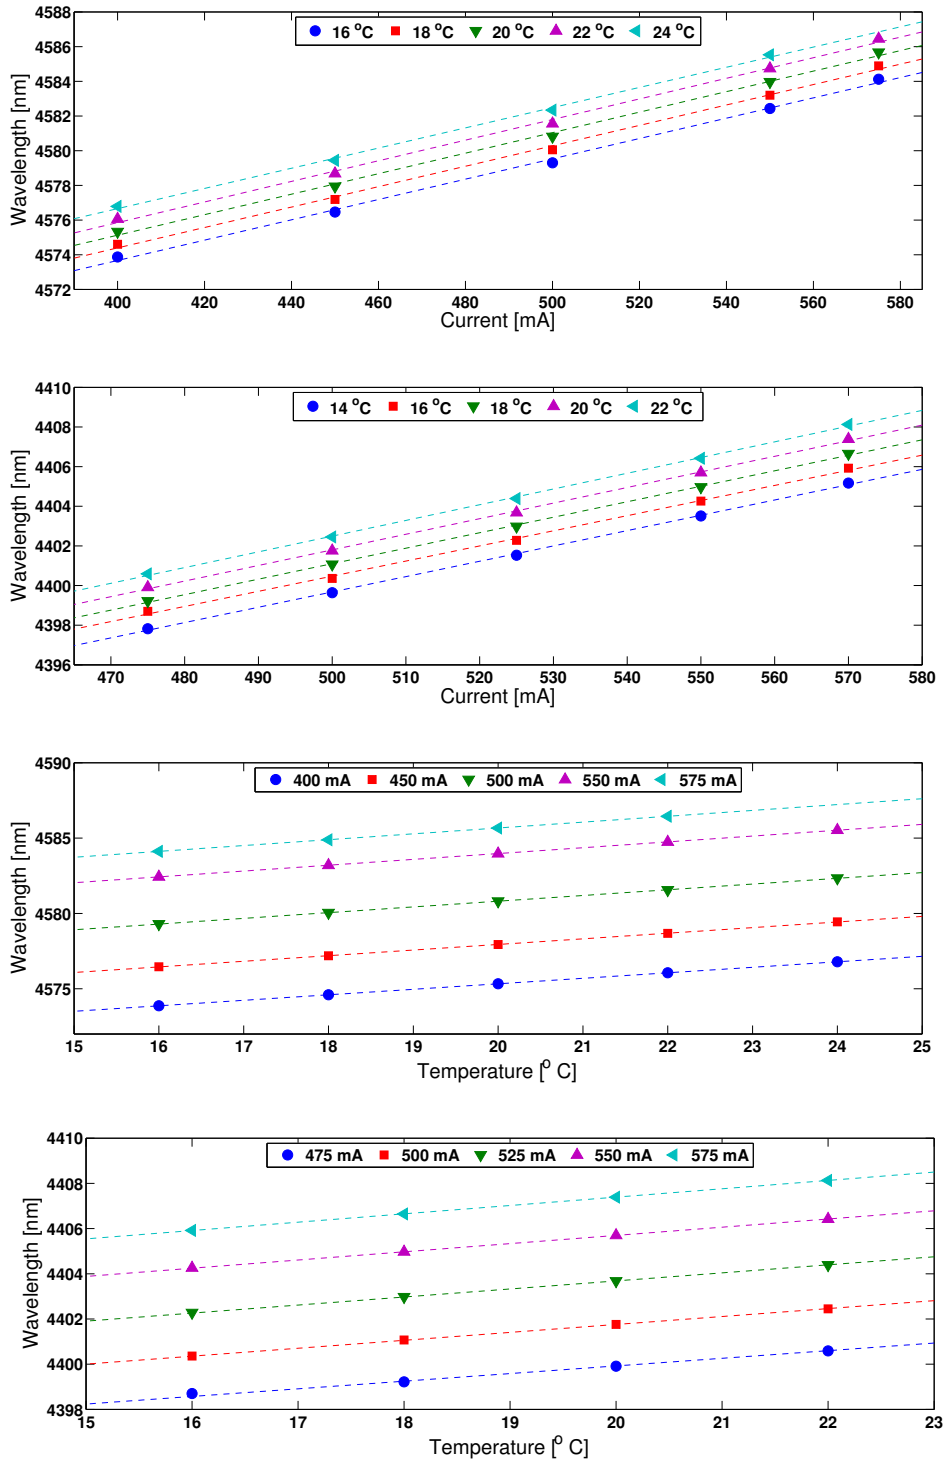 16 °C 18 °C 20 °C 22 °C 24 °C
4588
4586
4584
4582
4580
4578
4576
4574
4572
Wavelength [nm]
400 420 440 460 480 500 520 540 560 580
Current [mA]
14 °C 16 °C 18 °C 20 °C 22 °C
4410
4408
4406
4404
4402
4400
4398
4396
Wavelength [nm]
470 480 490 500 510 520 530 540 550 560 570 580
Current [mA]
400 mA 450 mA 500 mA 550 mA 575 mA
4590
4585
4580
4575
Wavelength [nm]
15 16 17 18 19 20 21 22 23 24 25
Temperature [° C]
475 mA 500 mA 525 mA 550 mA 575 mA
4410
4408
4406
4404
4402
4400
4398
Wavelength [nm]
15 16 17 18 19 20 21 22 23
Temperature [° C]